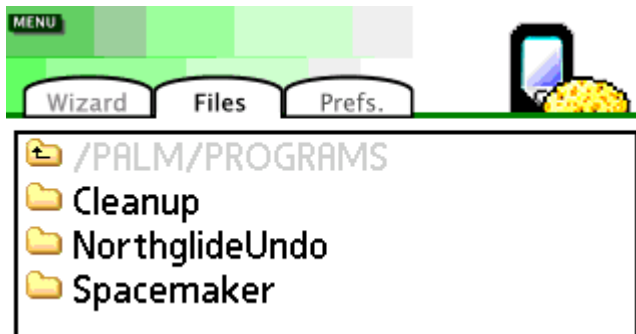 MENU
Wizard Files Prefs.
/PALM/PROGRAMS
Cleanup
NorthglideUndo
Spacemaker